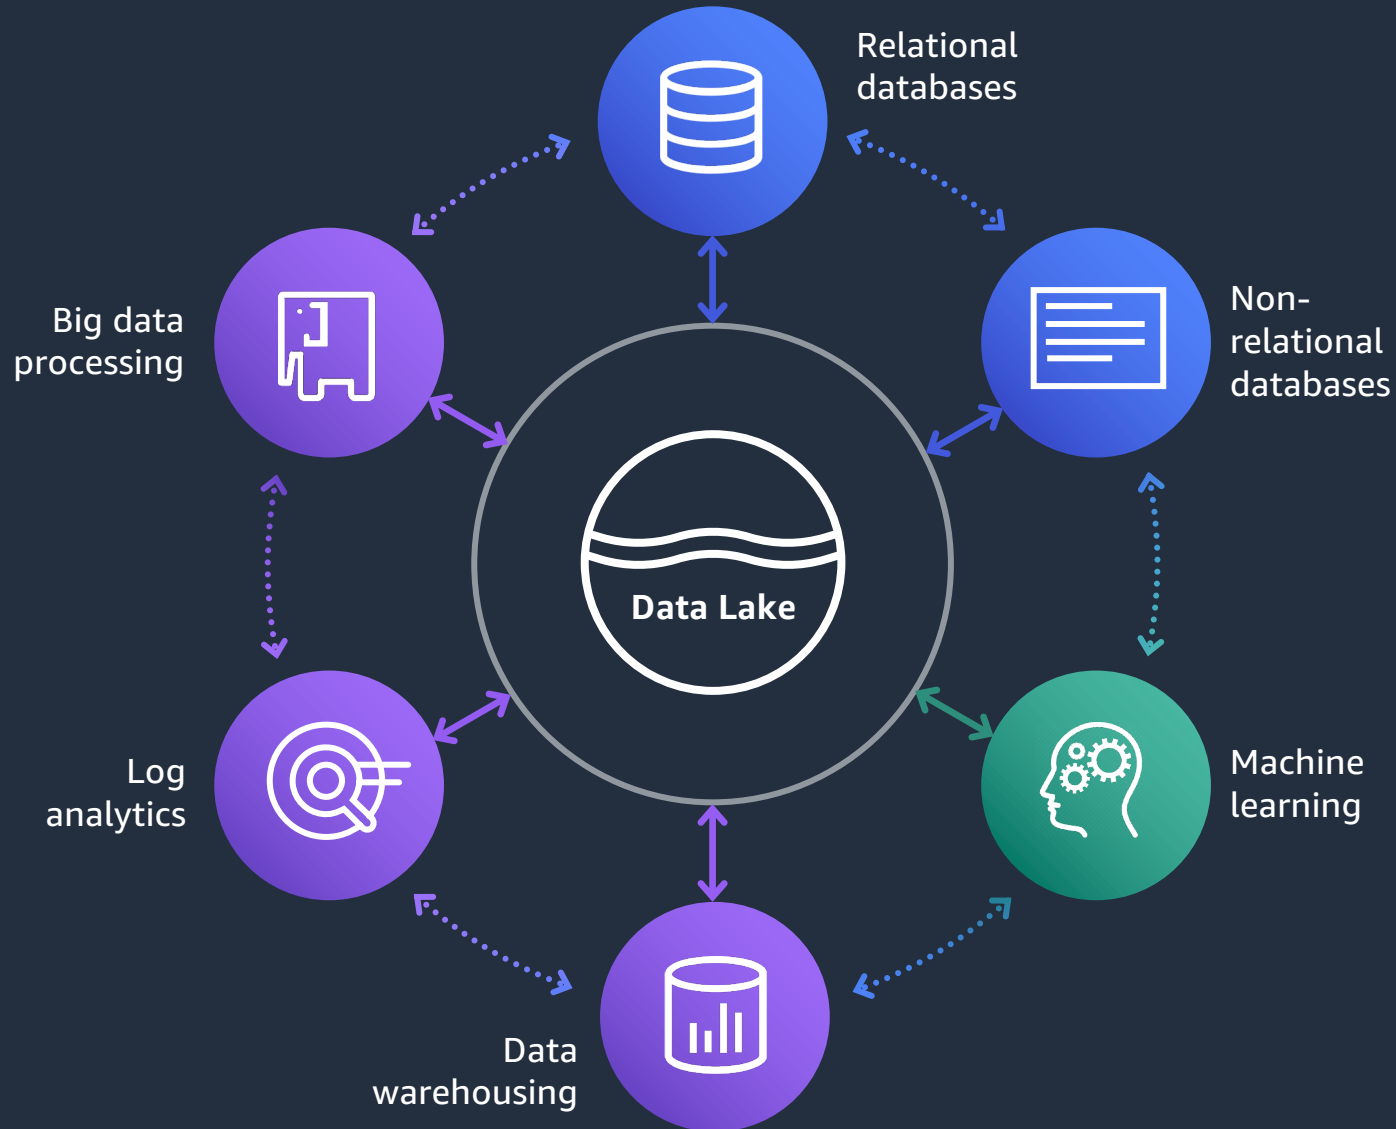 Relational
databases
Non-
relational
databases
Big data
processing
Data Lake
Machine
learning
Log
analytics
Data
warehousing